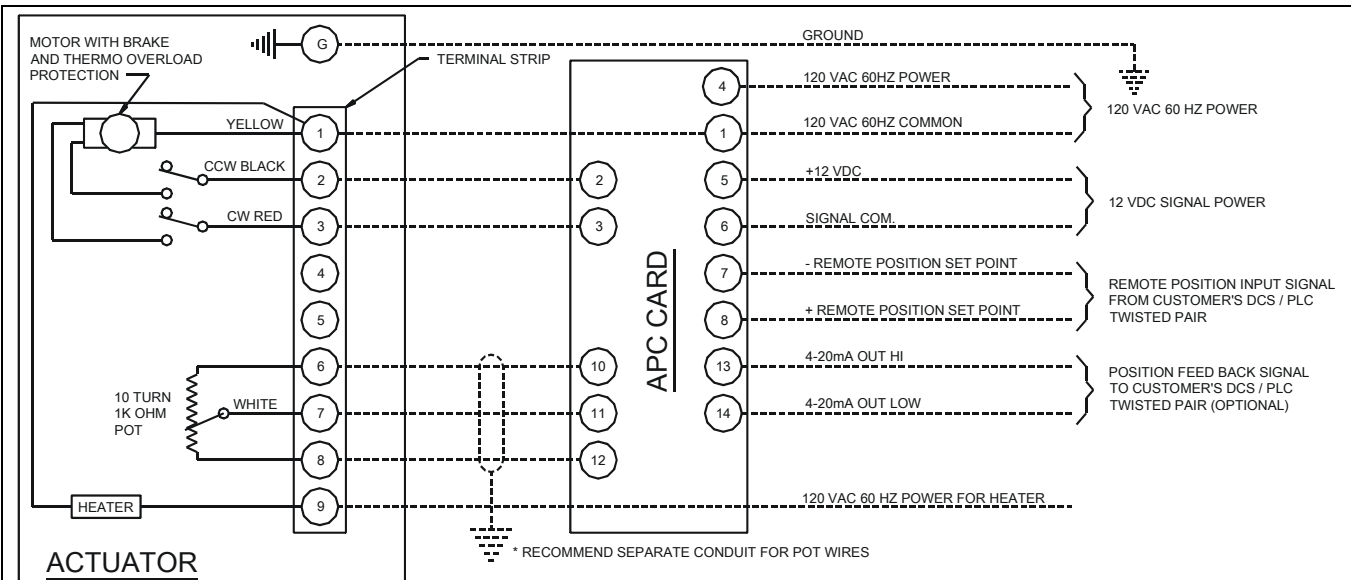 MOTOR WITH BRAKE
AND THERMO OVERLOAD
PROTECTION
G
GROUND
TERMINAL STRIP
4
120 VAC 60HZ POWER
120 VAC 60 HZ POWER
YELLOW
1
1
120 VAC 60HZ COMMON
CCW BLACK
2
2
5
+12 VDC
12 VDC SIGNAL POWER
CW RED
3
3
6
SIGNAL COM.
4
7
- REMOTE POSITION SET POINT
REMOTE POSITION INPUT SIGNAL
FROM CUSTOMER'S DCS / PLC
TWISTED PAIR
5
8
+ REMOTE POSITION SET POINT
APC CARD
10 TURN
1K OHM
POT
6
10
13
4-20mA OUT HI
POSITION FEED BACK SIGNAL
TO CUSTOMER'S DCS / PLC
TWISTED PAIR (OPTIONAL)
WHITE
7
11
14
4-20mA OUT LOW
8
12
HEATER
9
120 VAC 60 HZ POWER FOR HEATER
* RECOMMEND SEPARATE CONDUIT FOR POT WIRES
ACTUATOR